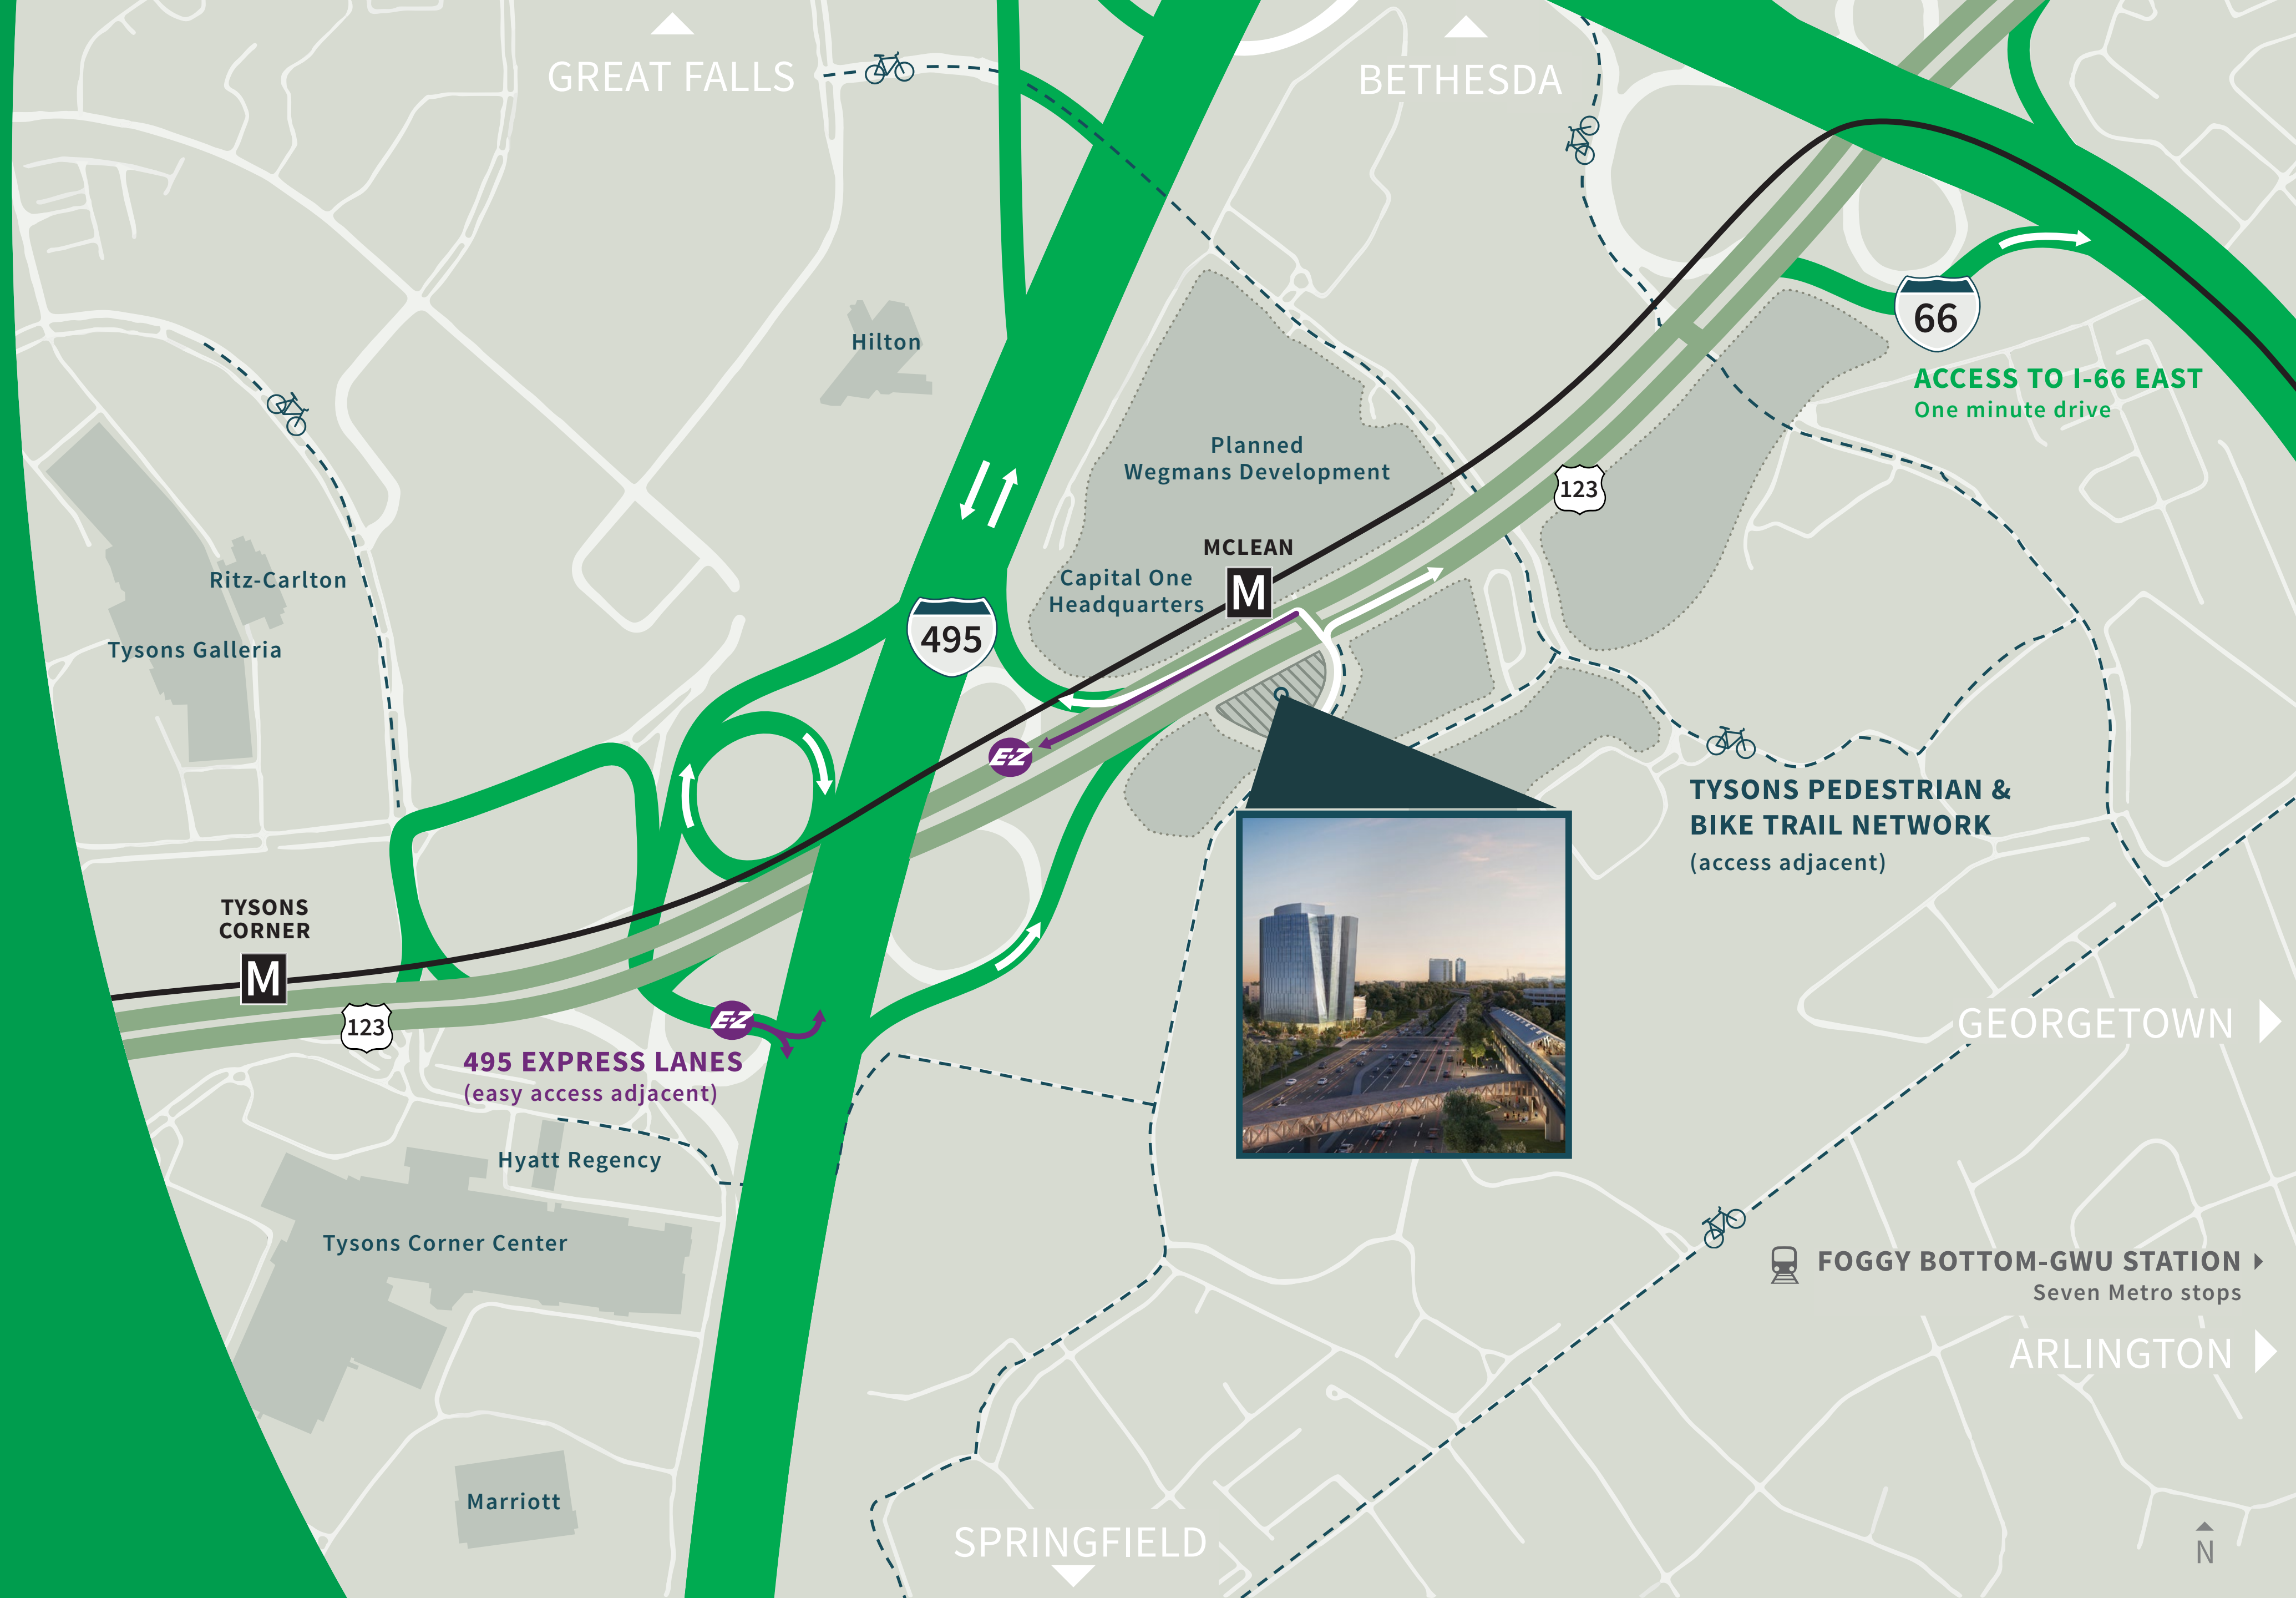 GREAT FALLS
BETHESDA
Hilton
66
ACCESS TO I-66 EAST
One minute drive
Planned
Wegmans Development
123
MCLEAN
M
Capital One
Headquarters
Ritz-Carlton
Tysons Galleria
495
E-Z
TYSONS PEDESTRIAN &
BIKE TRAIL NETWORK
(access adjacent)
TYSONS
CORNER
M
123
E-Z
495 EXPRESS LANES
(easy access adjacent)
GEORGETOWN
Hyatt Regency
Tysons Corner Center
FOGGY BOTTOM-GWU STATION
Seven Metro stops
ARLINGTON
Marriott
SPRINGFIELD
N